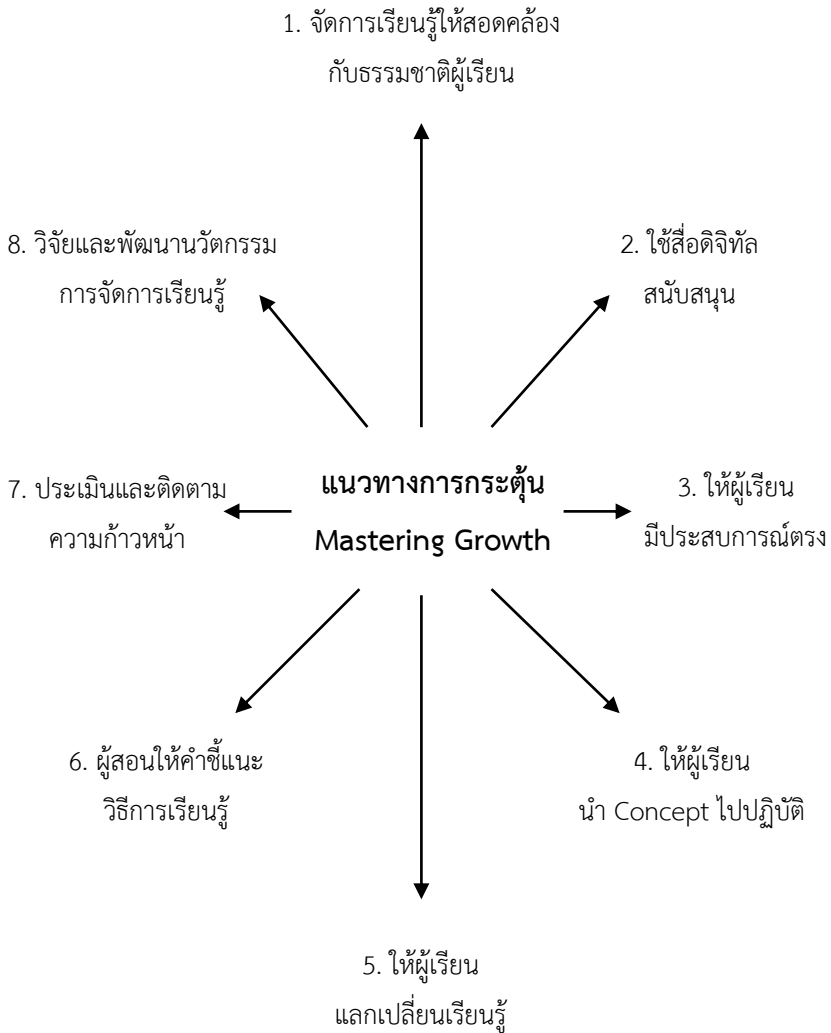 1. จัดการเรียนรู้ให้สอดคล้อง
กับธรรมชาติผู้เรียน
2. ใช้สื่อดิจิทัล
สนับสนุน
3. ให้ผู้เรียน
มีประสบการณ์ตรง
4. ให้ผู้เรียน
นำ Concept ไปปฏิบัติ
5. ให้ผู้เรียน
แลกเปลี่ยนเรียนรู้
6. ผู้สอนให้คำชี้แนะ
วิธีการเรียนรู้
7. ประเมินและติดตาม
ความก้าวหน้า
8. วิจัยและพัฒนานวัตกรรม
การจัดการเรียนรู้
แนวทางการกระตุ้น
Mastering Growth